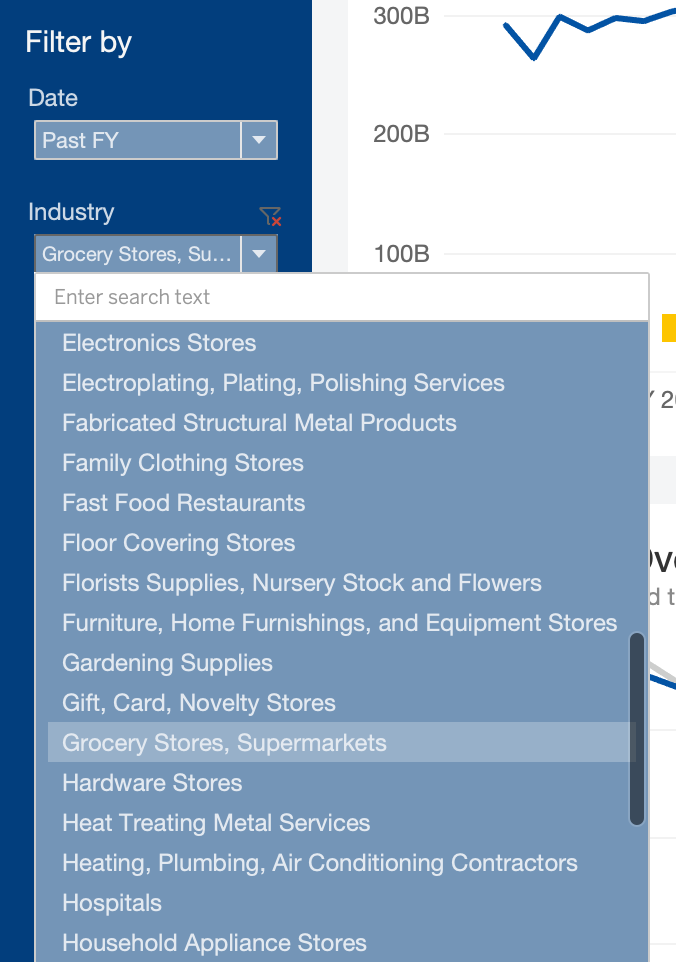 Filter by
Date
Past FY
Industry
Grocery Stores, Su...
Enter search text
Electronics Stores
Electroplating, Plating, Polishing Services
Fabricated Structural Metal Products
Family Clothing Stores
Fast Food Restaurants
Floor Covering Stores
Florists Supplies, Nursery Stock and Flowers
Furniture, Home Furnishings, and Equipment Stores
Gardening Supplies
Gift, Card, Novelty Stores
Grocery Stores, Supermarkets
Hardware Stores
Heat Treating Metal Services
Heating, Plumbing, Air Conditioning Contractors
Hospitals
Household Appliance Stores
300B
200B
100B